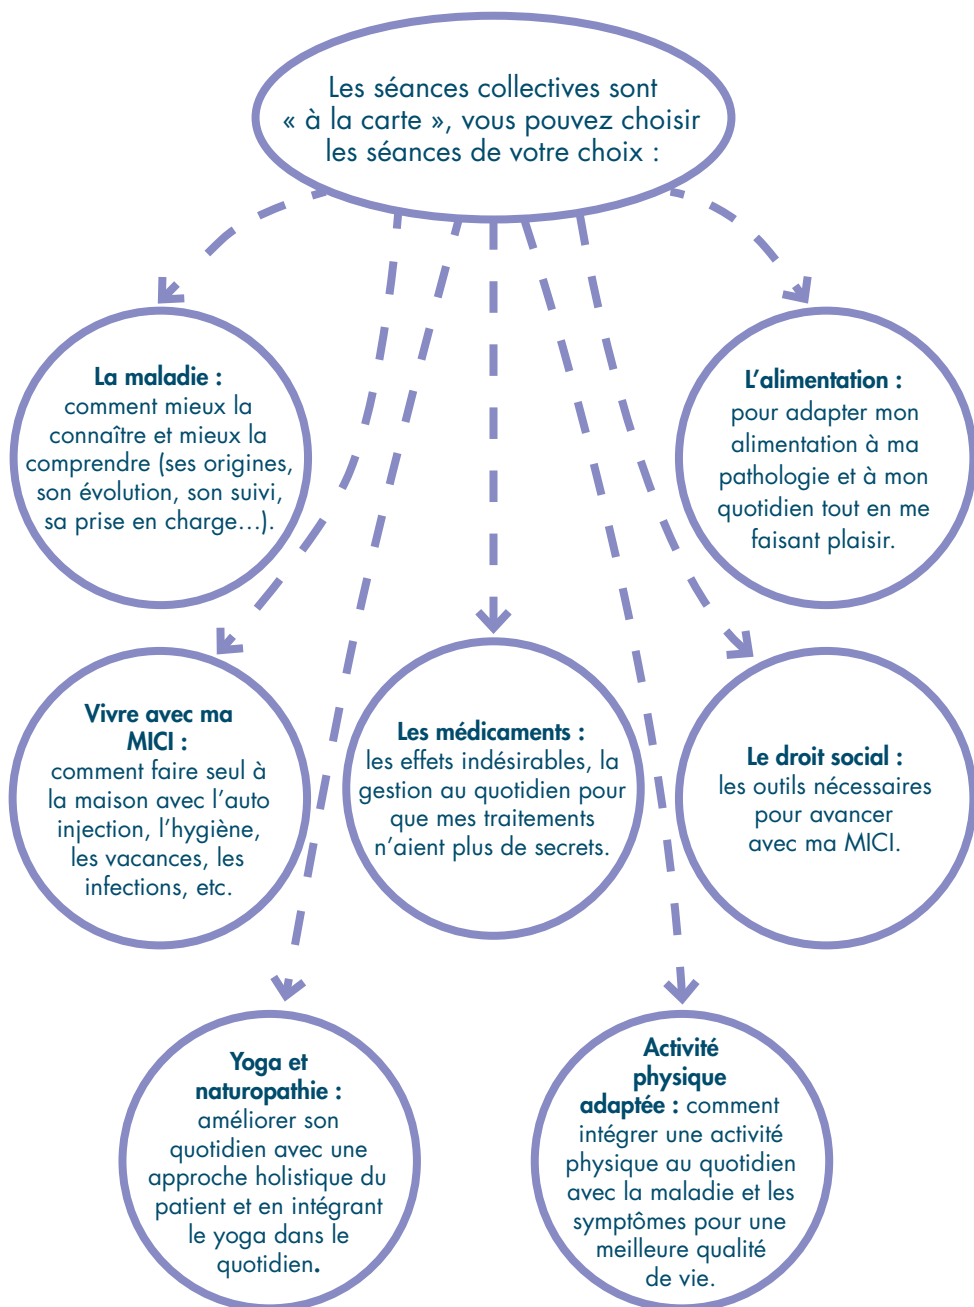 Les séances collectives sont
« à la carte », vous pouvez choisir
les séances de votre choix :
La maladie :
comment mieux la
connaître et mieux la
comprendre (ses origines,
son évolution, son suivi,
sa prise en charge...).
L'alimentation :
pour adapter mon
alimentation à ma
pathologie et à mon
quotidien tout en me
faisant plaisir.
Vivre avec ma
MICI :
comment faire seul à
la maison avec l'auto
injection, l'hygiène,
les vacances, les
infections, etc.
Les médicaments :
les effets indésirables, la
gestion au quotidien pour
que mes traitements
n'aient plus de secrets.
Le droit social :
les outils nécessaires
pour avancer
avec ma MICI.
Yoga et
naturopathie :
améliorer son
quotidien avec une
approche holistique du
patient et en intégrant
le yoga dans le
quotidien.
Activité
physique
adaptée : comment
intégrer une activité
physique au quotidien
avec la maladie et les
symptômes pour une
meilleure qualité
de vie.